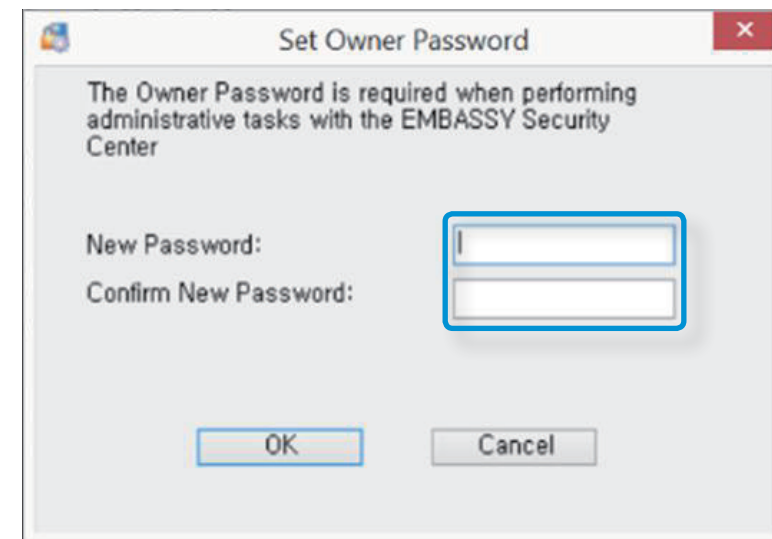 Set Owner Password
The Owner Password is required when performing
administrative tasks with the EMBASSY Security
Center
New Password:
Confirm New Password:
OK Cancel